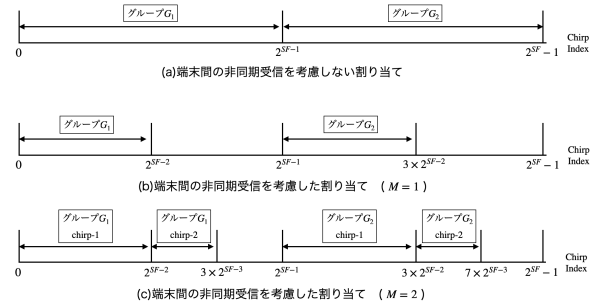 グループG₁ グループG₂
0 2^{SF−1} 2^{SF} − 1 Chirp Index
(a)端末間の非同期受信を考慮しない割り当て
グループG₁ グループG₂
0 2^{SF−2} 2^{SF−1} 3 × 2^{SF−2} 2^{SF} − 1 Chirp Index
(b)端末間の非同期受信を考慮した割り当て ( M = 1 )
グループG₁ グループG₁ グループG₂ グループG₂
chirp-1 chirp-2 chirp-1 chirp-2
0 2^{SF−2} 3 × 2^{SF−3} 2^{SF−1} 3 × 2^{SF−2} 7 × 2^{SF−3} 2^{SF} − 1 Chirp Index
(c)端末間の非同期受信を考慮した割り当て ( M = 2 )